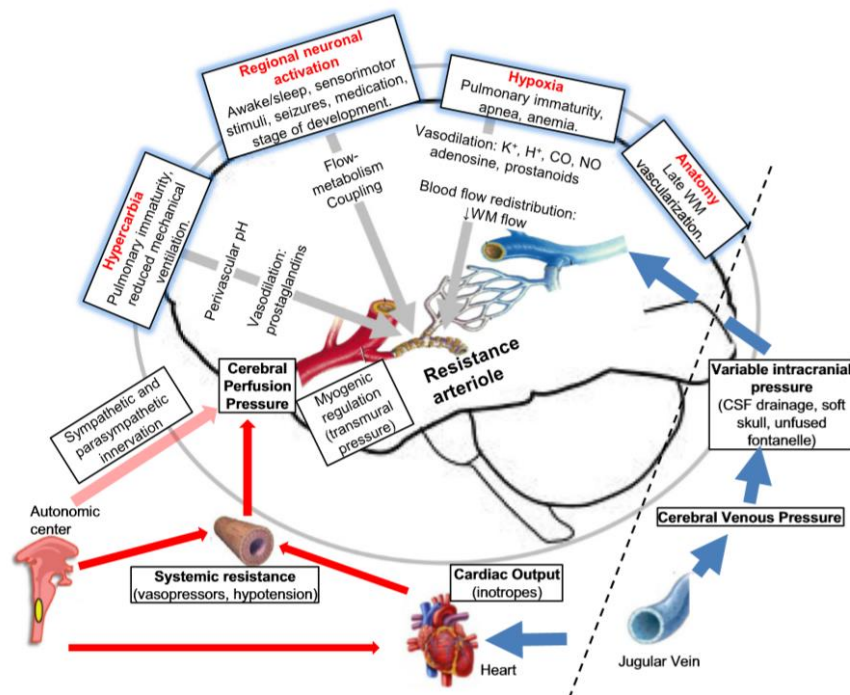 Regional neuronal
activation
Awake/sleep, sensorimotor
stimuli, seizures, medication,
stage of development.
Hypoxia
Pulmonary immaturity,
apnea, anemia.
Anatomy
Late WM
vascularization.
Hypercarbia
Pulmonary immaturity,
reduced mechanical
ventilation.
Flow-
metabolism
Coupling
Vasodilation: K⁺, H⁺, CO, NO
adenosine, prostanoids
Blood flow redistribution:
↓WM flow
Perivascular pH
Vasodilation:
prostaglandins
Resistance
arteriole
Cerebral
Perfusion
Pressure
Myogenic
regulation
(transmural
pressure)
Variable intracranial
pressure
(CSF drainage, soft
skull, unfused
fontanelle)
Sympathetic and
parasympathetic
innervation
Autonomic
center
Cerebral Venous Pressure
Systemic resistance
(vasopressors, hypotension)
Cardiac Output
(inotropes)
Heart
Jugular Vein